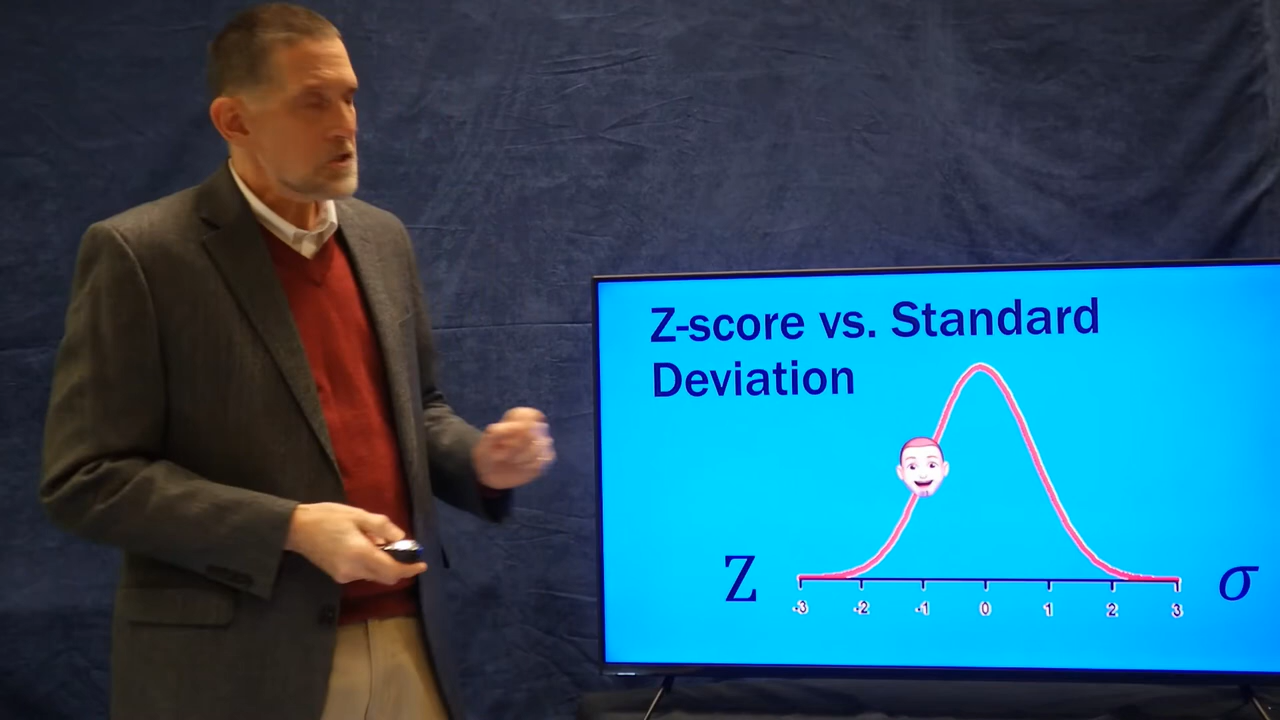 Z-score vs. Standard
Deviation
Z
σ
-3 -2 -1 0 1 2 3